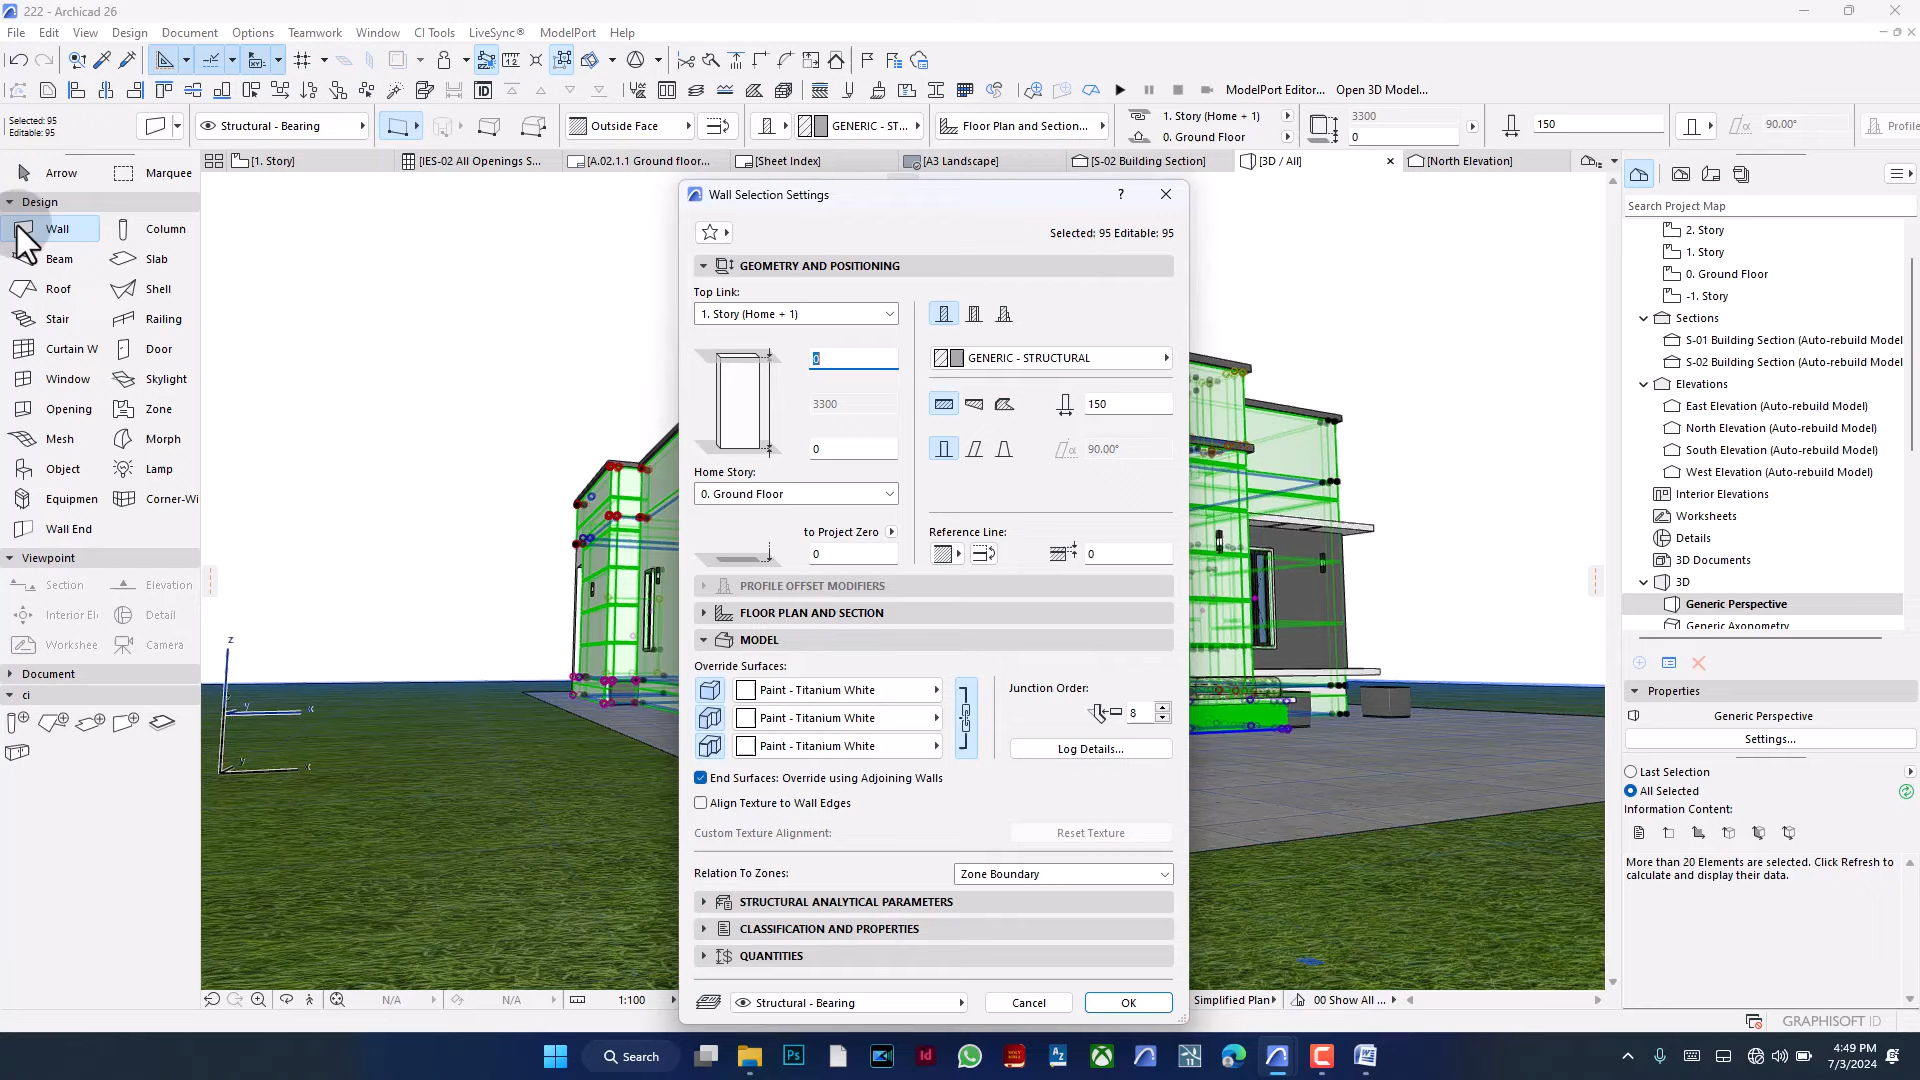 222 - Archicad 26
File Edit View Design Document Options Teamwork Window CI Tools LiveSync® ModelPort Help
ModelPort Editor... Open 3D Model...
Selected: 95
Editable: 95
Structural - Bearing
Outside Face
GENERIC - ST...
Floor Plan and Section...
1. Story (Home + 1)
0. Ground Floor
3300
0
150
90.00°
Profile
[1. Story]
[IES-02 All Openings S...
[A.02.1.1 Ground floor...
[Sheet Index]
[A3 Landscape]
[S-02 Building Section]
[3D / All]
[North Elevation]
Arrow Marquee
Design
Wall Column
Beam Slab
Roof Shell
Stair Railing
Curtain W Door
Window Skylight
Opening Zone
Mesh Morph
Object Lamp
Equipmen Corner-Wi
Wall End
Viewpoint
Section Elevation
Interior El Detail
Workshee Camera
Document
ci
z
y x
y x
Wall Selection Settings
?
Selected: 95 Editable: 95
GEOMETRY AND POSITIONING
Top Link:
1. Story (Home + 1)
0
GENERIC - STRUCTURAL
3300
150
0
90.00°
Home Story:
0. Ground Floor
to Project Zero
Reference Line:
0
0
PROFILE OFFSET MODIFIERS
FLOOR PLAN AND SECTION
MODEL
Override Surfaces:
Paint - Titanium White
Paint - Titanium White
Paint - Titanium White
Junction Order:
8
Log Details...
End Surfaces: Override using Adjoining Walls
Align Texture to Wall Edges
Custom Texture Alignment:
Reset Texture
Relation To Zones:
Zone Boundary
STRUCTURAL ANALYTICAL PARAMETERS
CLASSIFICATION AND PROPERTIES
QUANTITIES
Structural - Bearing
Cancel
OK
Search Project Map
2. Story
1. Story
0. Ground Floor
-1. Story
Sections
S-01 Building Section (Auto-rebuild Model
S-02 Building Section (Auto-rebuild Model
Elevations
East Elevation (Auto-rebuild Model)
North Elevation (Auto-rebuild Model)
South Elevation (Auto-rebuild Model)
West Elevation (Auto-rebuild Model)
Interior Elevations
Worksheets
Details
3D Documents
3D
Generic Perspective
Generic Axonometry
Properties
Generic Perspective
Settings...
Last Selection
All Selected
Information Content:
More than 20 Elements are selected. Click Refresh to
calculate and display their data.
N/A
N/A
1:100
Simplified Plan
00 Show All ...
GRAPHISOFT ID
Search
Ps
Id
4:49 PM
7/3/2024